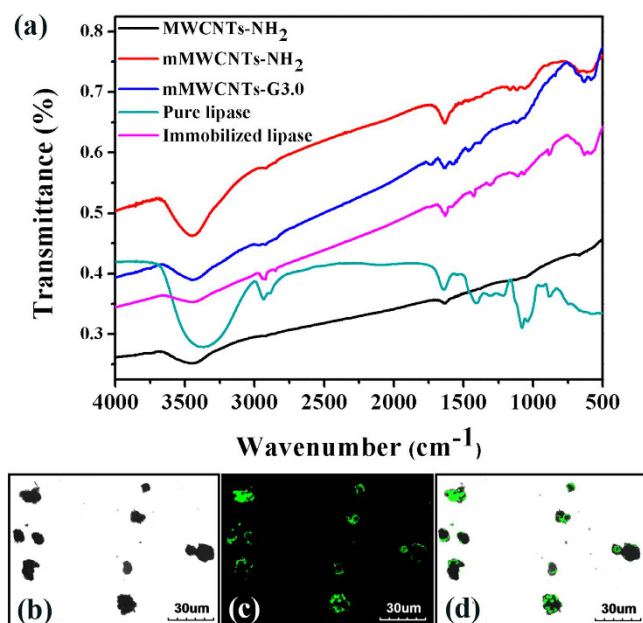 (a)
MWCNTs-NH2
mMWCNTs-NH2
mMWCNTs-G3.0
Pure lipase
Immobilized lipase
0.8
0.7
0.6
0.5
0.4
0.3
Transmittance (%)
4000 3500 3000 2500 2000 1500 1000 500
Wavenumber (cm-1)
(b) 30um
(c) 30um
(d) 30um